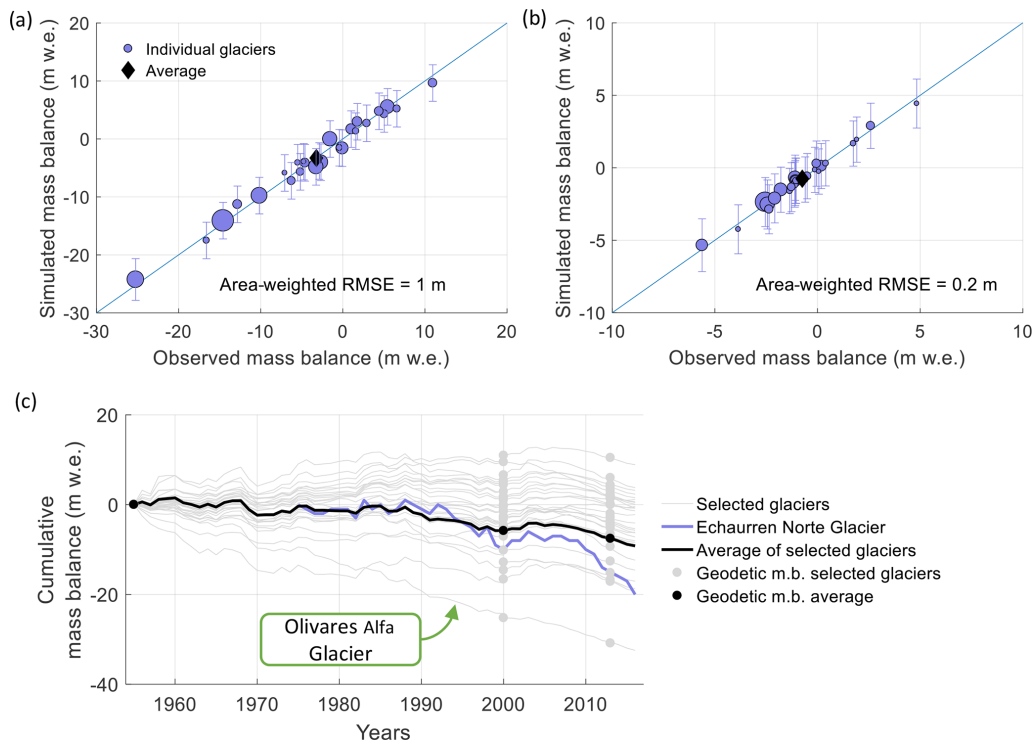 (a)
20
10
0
-10
-20
-30
Simulated mass balance (m w.e.)
Individual glaciers
Average
Area-weighted RMSE = 1 m
-30
-20
-10
0
10
20
Observed mass balance (m w.e.)
(b)
10
5
0
-5
-10
Simulated mass balance (m w.e.)
Area-weighted RMSE = 0.2 m
-10
-5
0
5
10
Observed mass balance (m w.e.)
(c)
20
0
-20
-40
Cumulative
mass balance (m w.e.)
Olivares Alfa
Glacier
1960
1970
1980
1990
2000
2010
Years
Selected glaciers
Echaurren Norte Glacier
Average of selected glaciers
Geodetic m.b. selected glaciers
Geodetic m.b. average